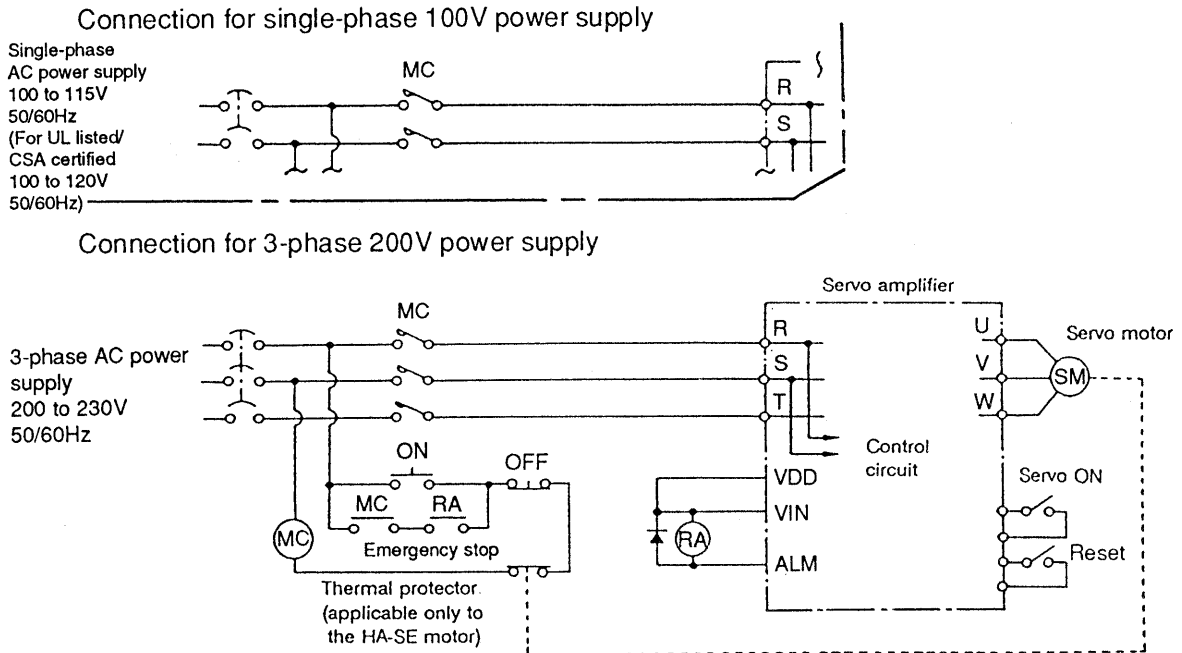 Connection for single-phase 100V power supply
Single-phase
AC power supply
100 to 115V
50/60Hz
(For UL listed/
CSA certified
100 to 120V
50/60Hz)
MC
R
S
Connection for 3-phase 200V power supply
Servo amplifier
MC
R
S
T
U
V
W
Servo motor
SM
3-phase AC power
supply
200 to 230V
50/60Hz
Control
circuit
ON
OFF
MC
RA
MC
Emergency stop
VDD
VIN
RA
ALM
Servo ON
Reset
Thermal protector.
(applicable only to
the HA-SE motor)